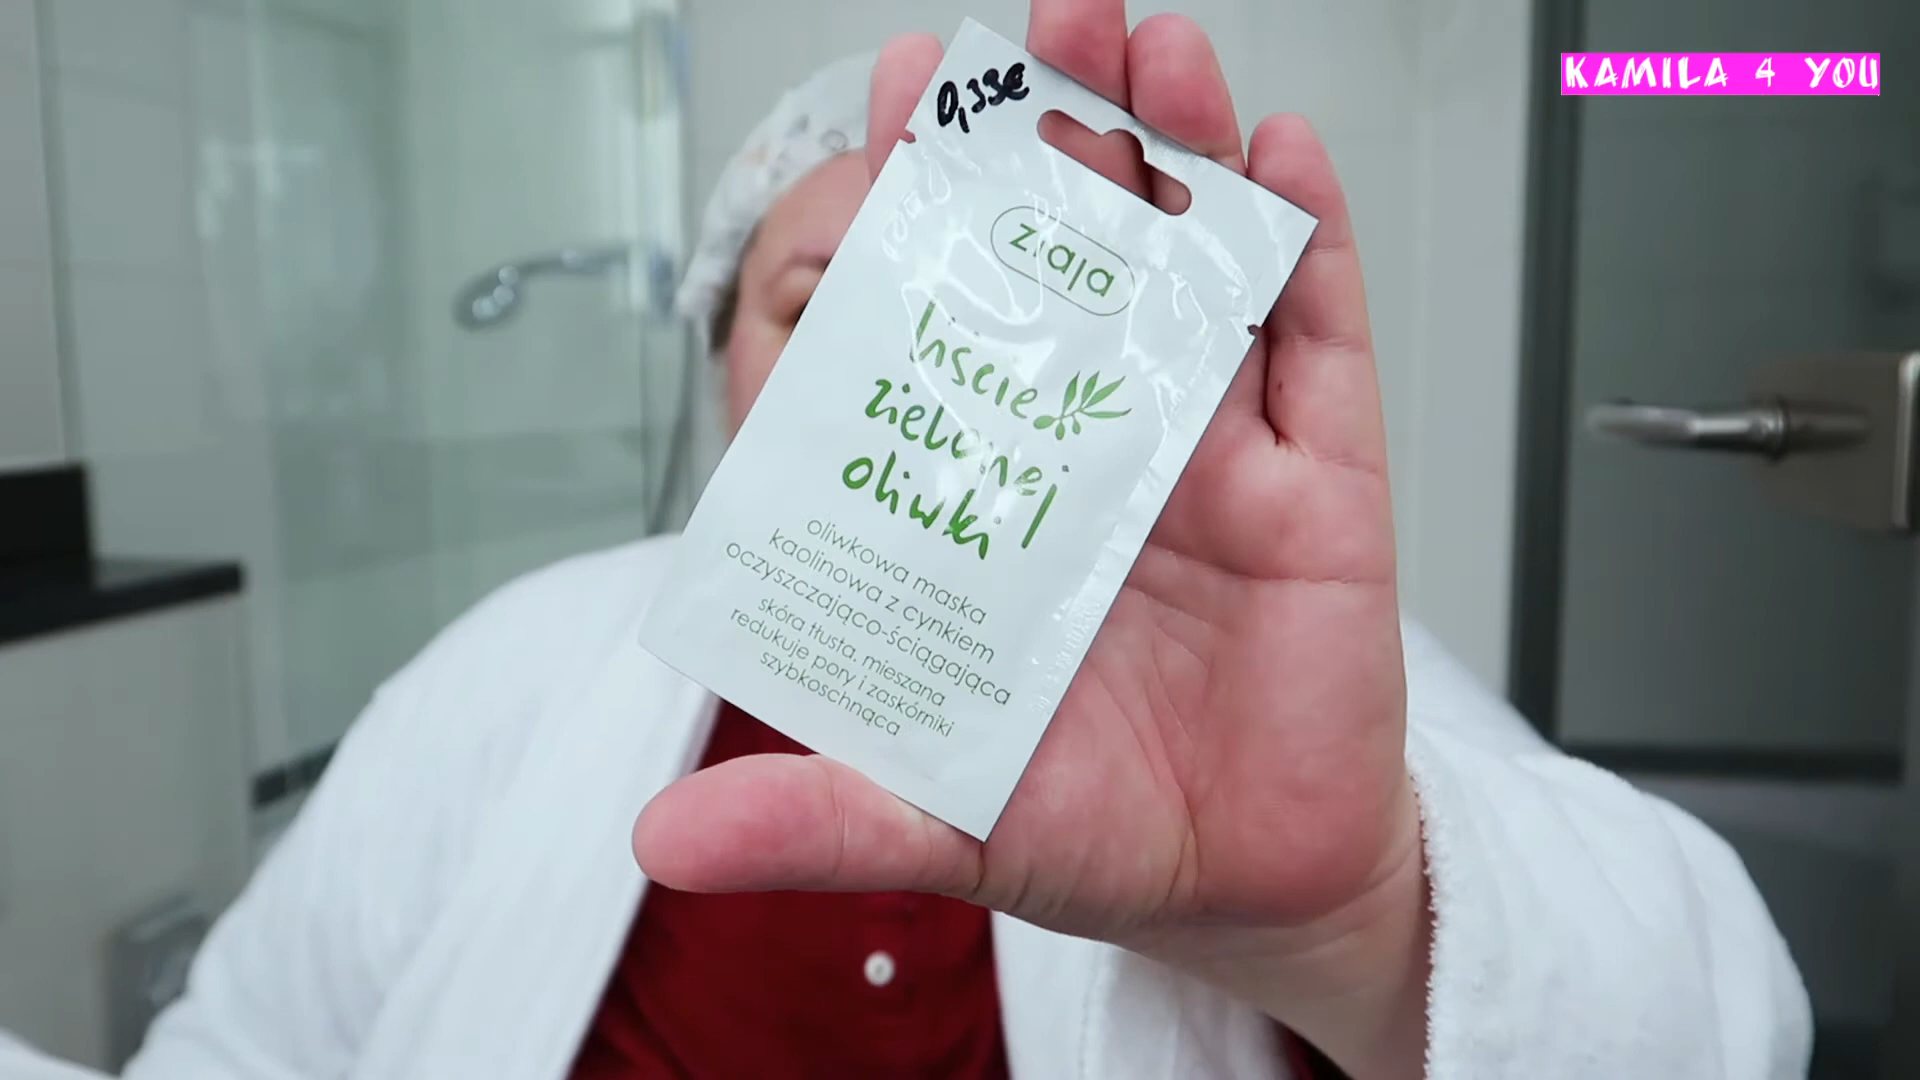 KAMILA 4 YOU
0,33€
ziaja
liście
zielonej
oliwki
oliwkowa maska
kaolinowa z cynkiem
oczyszczająco-ściągająca
skóra tłusta, mieszana
redukuje pory i zaskórniki
szybkoschnąca